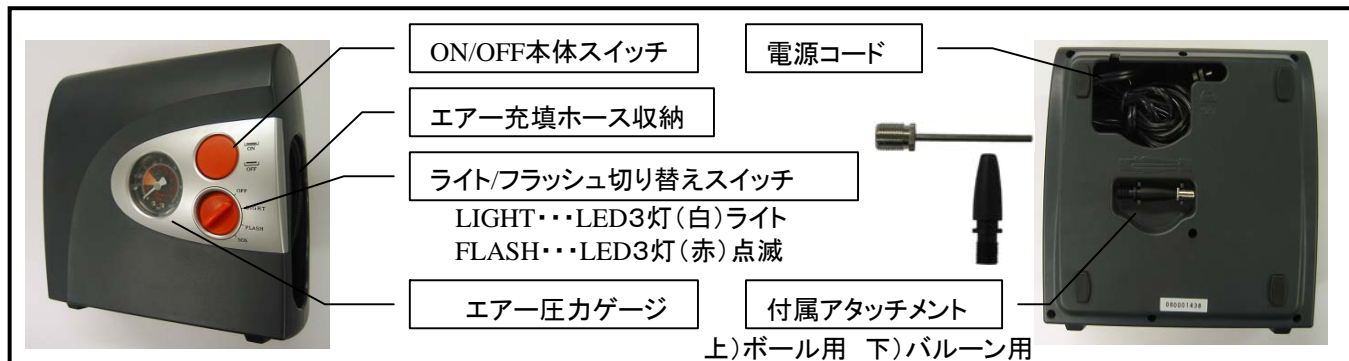 ON/OFF本体スイッチ
エアー充填ホース収納
ライト/フラッシュ切り替えスイッチ
LIGHT・・・LED3灯(白)ライト
FLASH・・・LED3灯(赤)点滅
エアー圧力ゲージ
電源コード
付属アタッチメント
上)ボール用 下)バルーン用
ON
OFF
OFF
LIGHT
FLASH
SOS
080001438